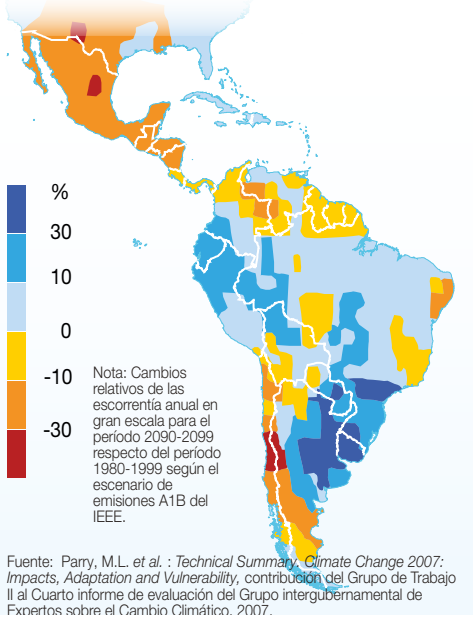 %
30
10
0
-10
-30
Nota: Cambios
relativos de las
escorrentía anual en
gran escala para el
período 2090-2099
respecto del período
1980-1999 según el
escenario de
emisiones A1B del
IEEE.
Fuente: Parry, M.L. et al. : Technical Summary. Climate Change 2007:
Impacts, Adaptation and Vulnerability, contribución del Grupo de Trabajo
II al Cuarto informe de evaluación del Grupo intergubernamental de
Expertos sobre el Cambio Climático, 2007.